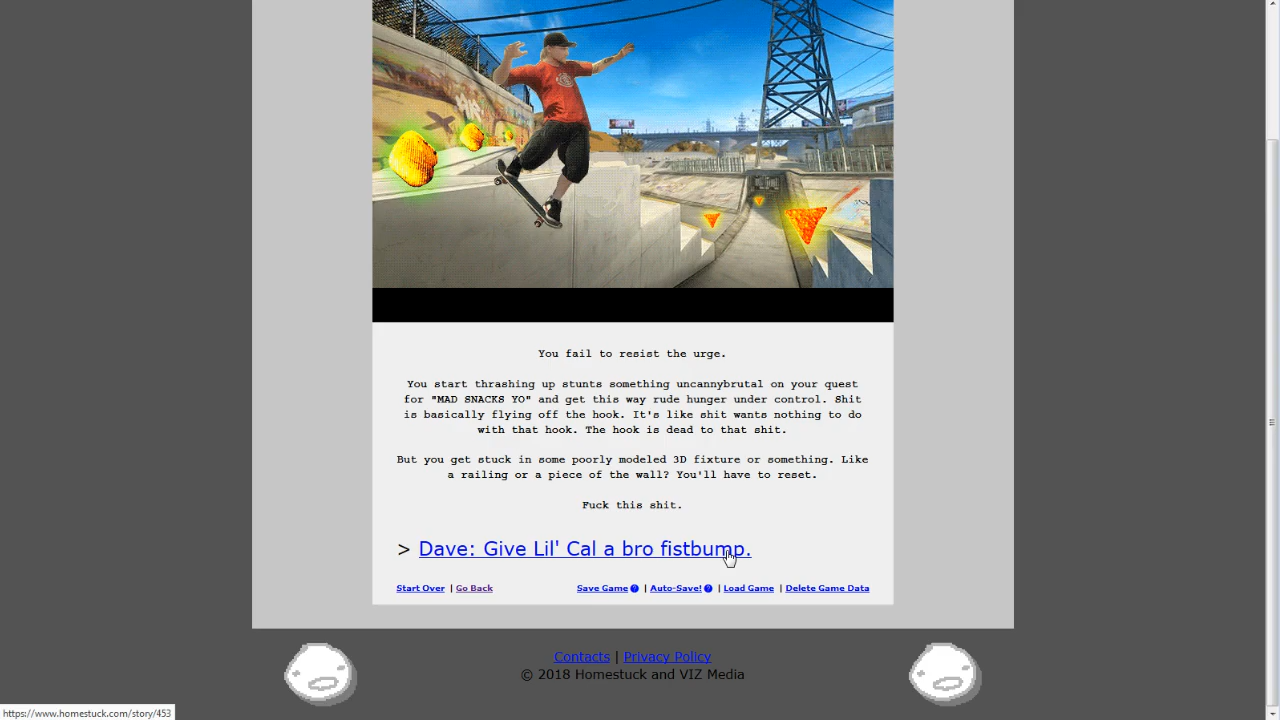 You fail to resist the urge.
You start thrashing up stunts something uncannybrutal on your quest
for "MAD SNACKS YO" and get this way rude hunger under control. Shit
is basically flying off the hook. It's like shit wants nothing to do
with that hook. The hook is dead to that shit.
But you get stuck in some poorly modeled 3D fixture or something. Like
a railing or a piece of the wall? You'll have to reset.
Fuck this shit.
> Dave: Give Lil' Cal a bro fistbump.
Start Over | Go Back Save Game ? | Auto-Save! ? | Load Game | Delete Game Data
Contacts | Privacy Policy
© 2018 Homestuck and VIZ Media
https://www.homestuck.com/story/453